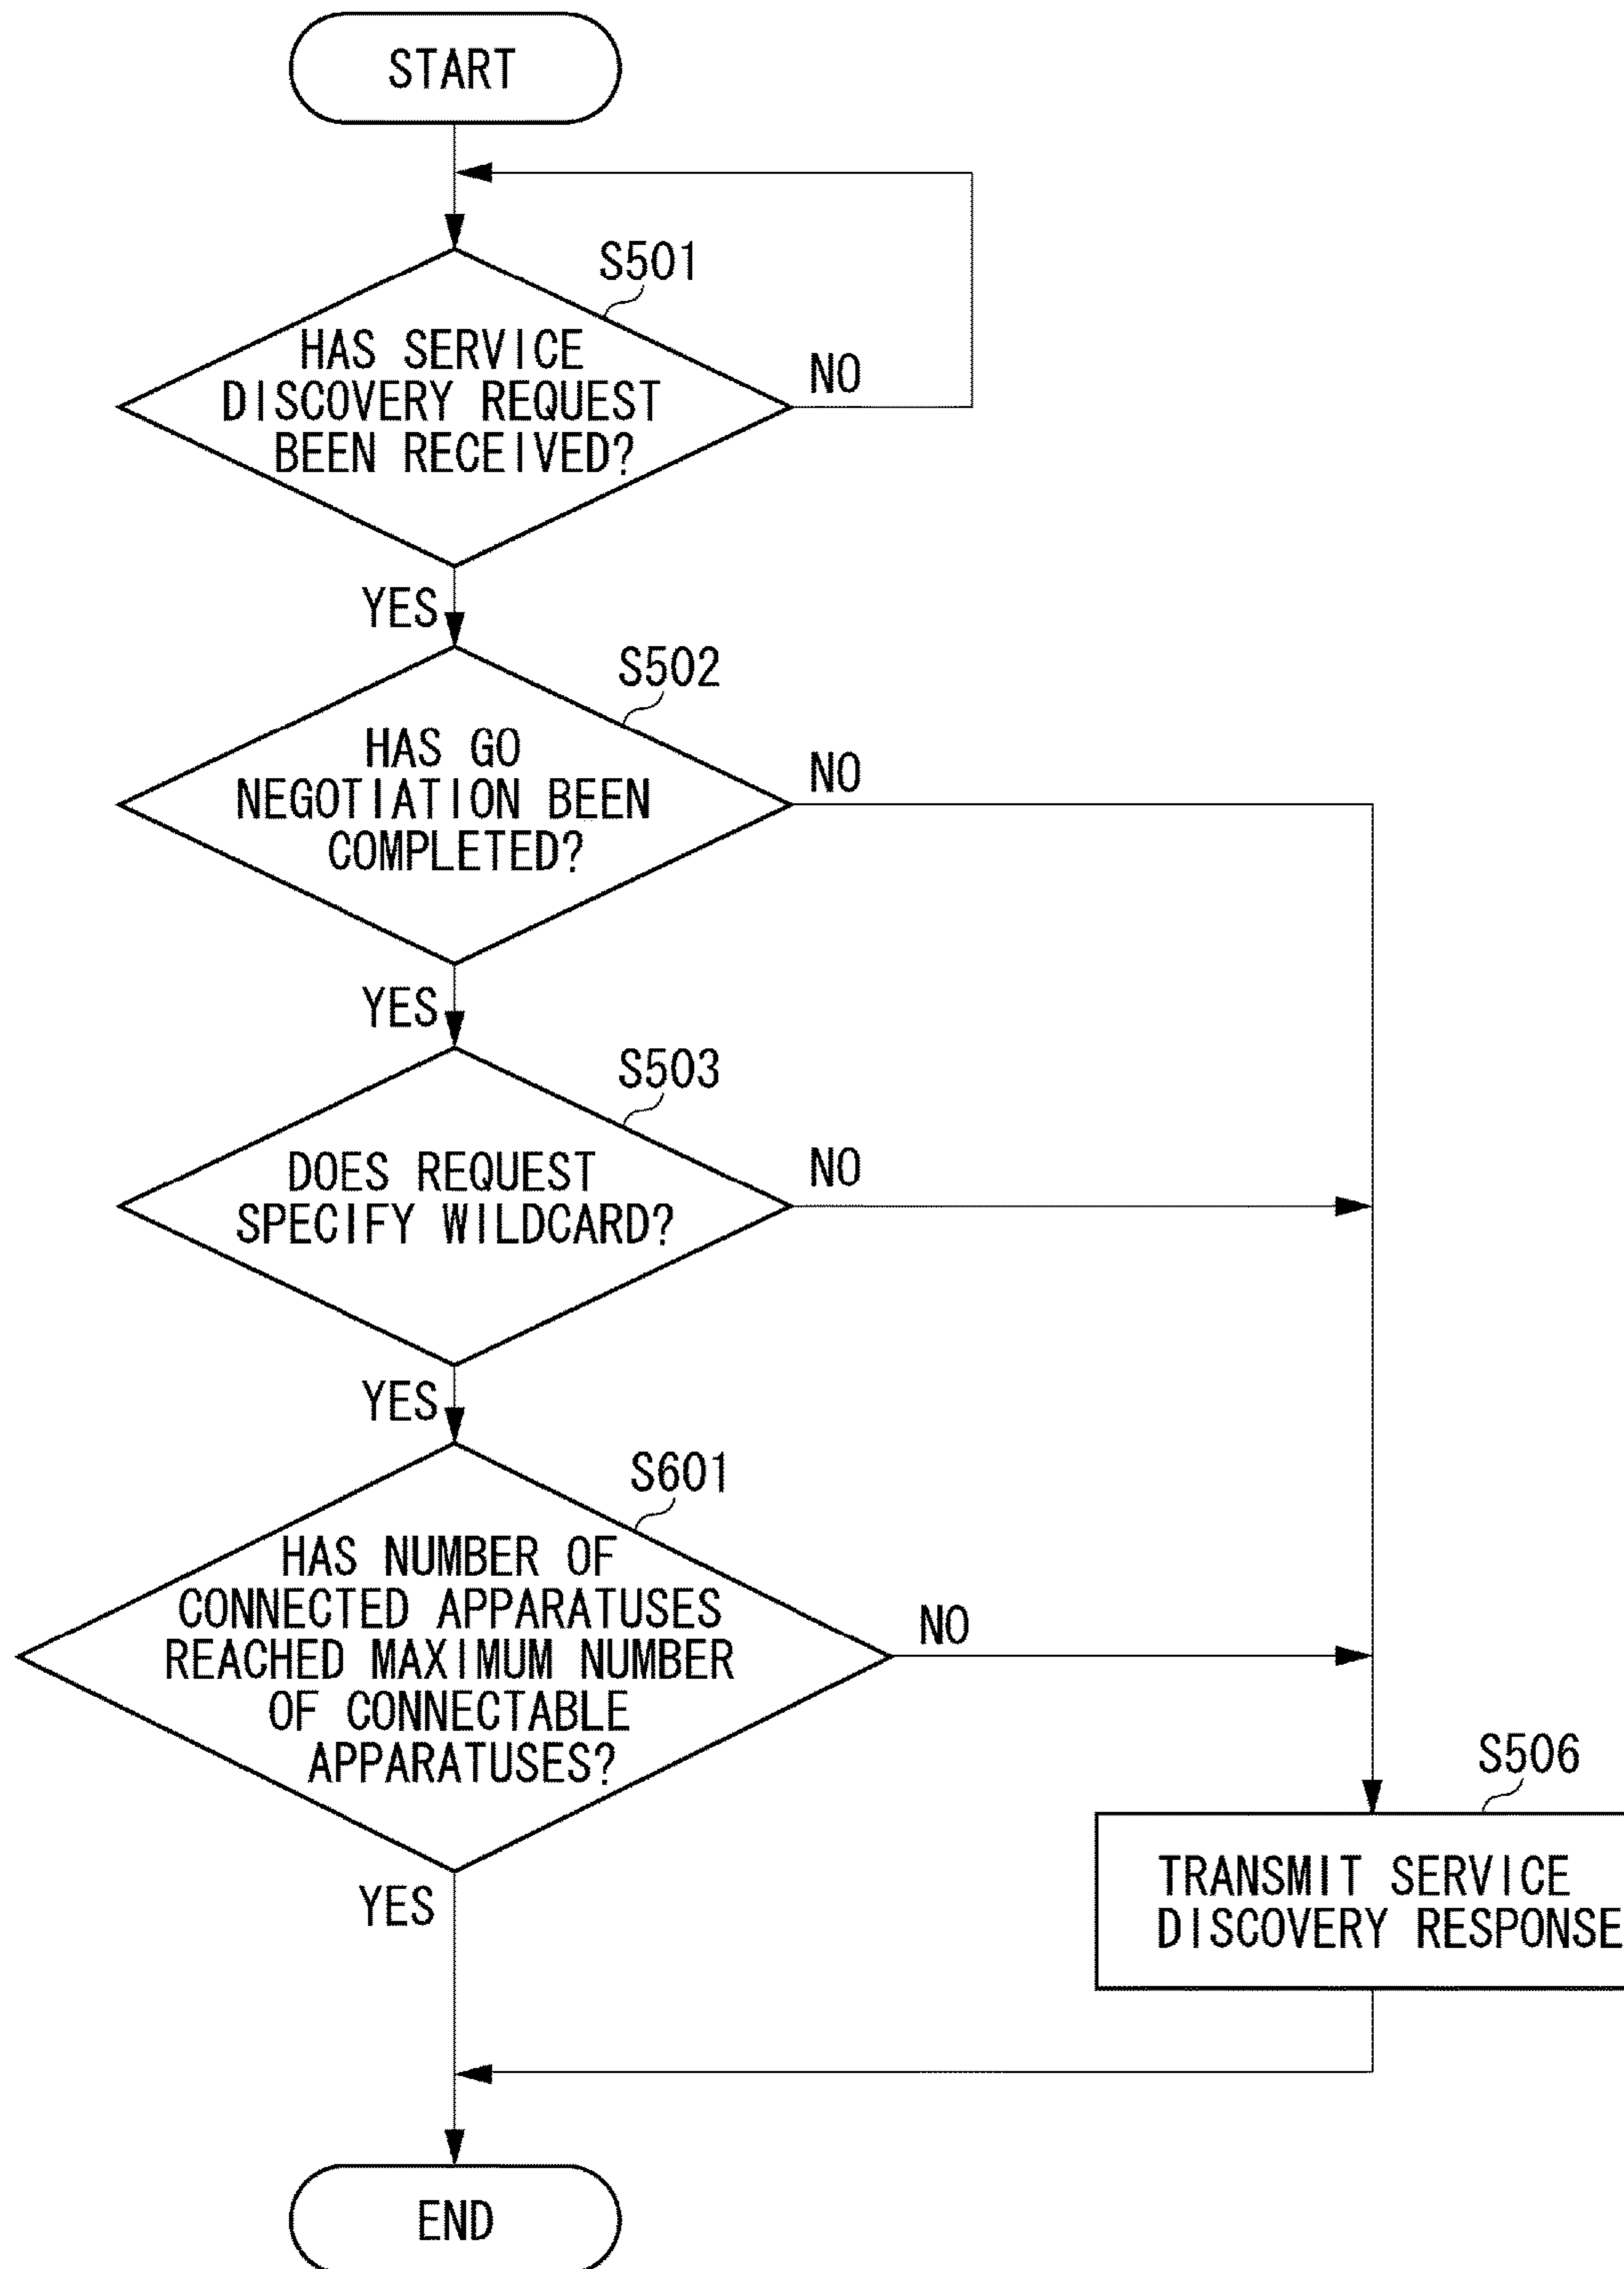 START
S501
HAS SERVICE
DISCOVERY REQUEST
BEEN RECEIVED?
NO
YES
S502
HAS GO
NEGOTIATION BEEN
COMPLETED?
NO
YES
S503
DOES REQUEST
SPECIFY WILDCARD?
NO
YES
S601
HAS NUMBER OF
CONNECTED APPARATUSES
REACHED MAXIMUM NUMBER
OF CONNECTABLE
APPARATUSES?
NO
YES
S506
TRANSMIT SERVICE
DISCOVERY RESPONSE
END